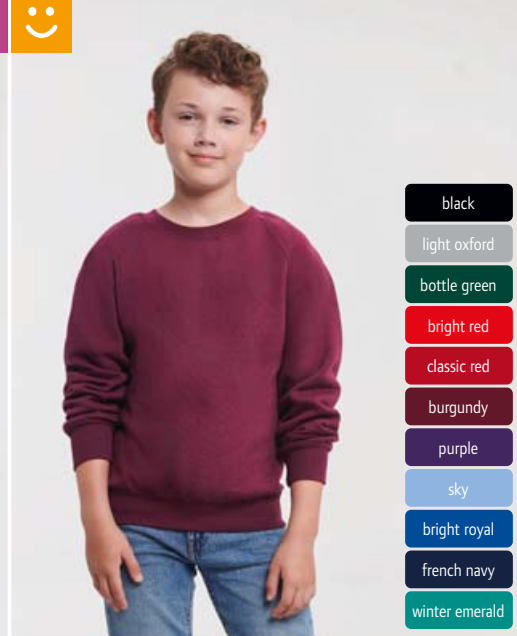 black
light oxford
bottle green
bright red
classic red
burgundy
purple
sky
bright royal
french navy
winter emerald